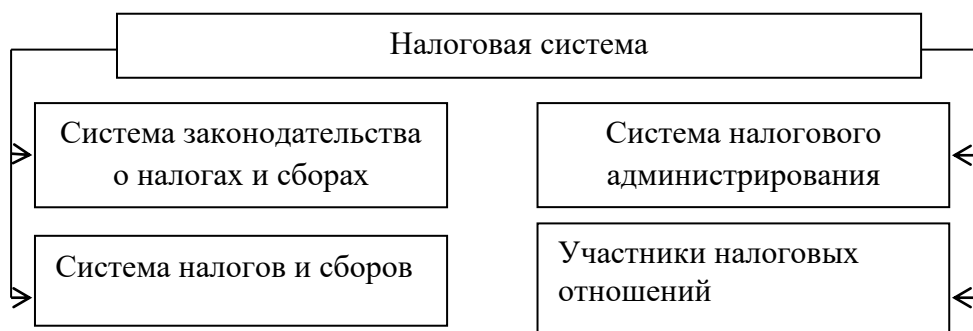 Налоговая система
Система законодательства
о налогах и сборах
Система налогового
администрирования
Система налогов и сборов
Участники налоговых
отношений